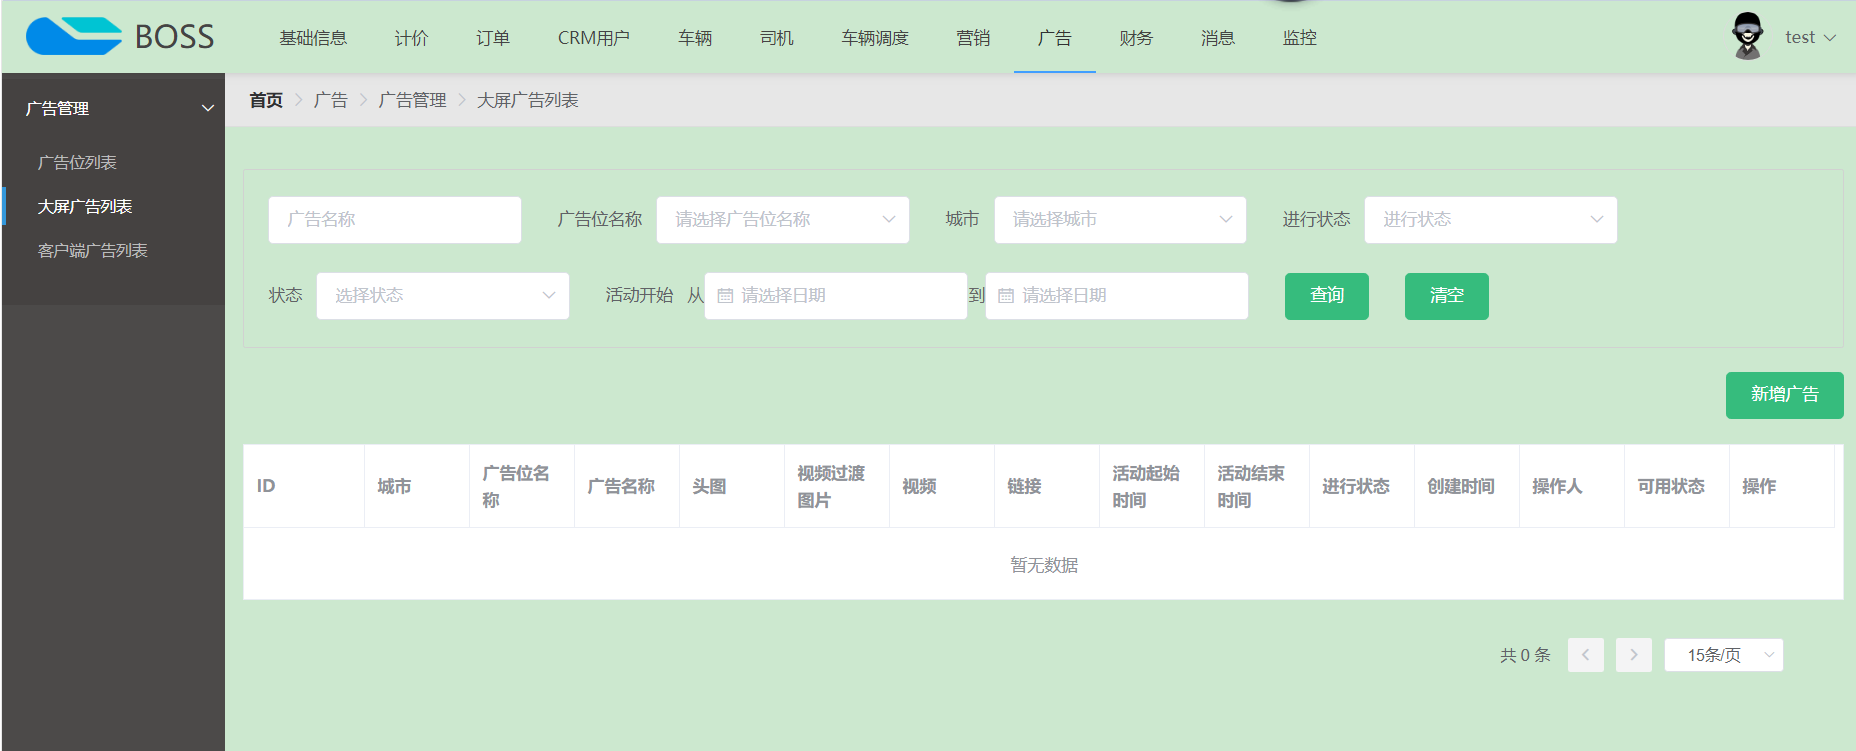 BOSS 基础信息 计价 订单 CRM用户 车辆 司机 车辆调度 营销 广告 财务 消息 监控 test
广告管理
广告位列表
大屏广告列表
客户端广告列表
首页 广告 广告管理 大屏广告列表
广告名称 广告位名称 请选择广告位名称 城市 请选择城市 进行状态 进行状态
状态 选择状态 活动开始 从 请选择日期 到 请选择日期 查询 清空
新增广告
ID 城市 广告位名称 广告名称 头图 视频过渡图片 视频 链接 活动起始时间 活动结束时间 进行状态 创建时间 操作人 可用状态 操作
暂无数据
共 0 条 15条/页